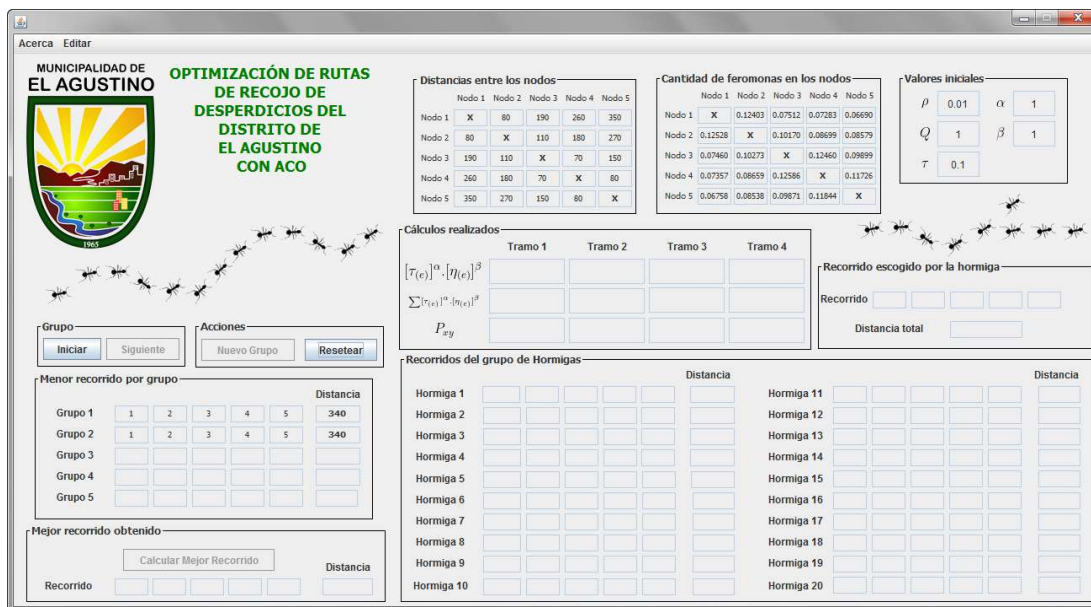 Acerca Editar
MUNICIPALIDAD DE
EL AGUSTINO
1965
OPTIMIZACIÓN DE RUTAS
DE RECOJO DE
DESPERDICIOS DEL
DISTRITO DE
EL AGUSTINO
CON ACO
Distancias entre los nodos
Nodo 1 Nodo 2 Nodo 3 Nodo 4 Nodo 5
Nodo 1 X 80 190 260 350
Nodo 2 80 X 110 180 270
Nodo 3 190 110 X 70 150
Nodo 4 260 180 70 X 80
Nodo 5 350 270 150 80 X
Cantidad de feromonas en los nodos
Nodo 1 Nodo 2 Nodo 3 Nodo 4 Nodo 5
Nodo 1 X 0.12403 0.07512 0.07283 0.06690
Nodo 2 0.12528 X 0.10170 0.08699 0.08579
Nodo 3 0.07460 0.10273 X 0.12460 0.09899
Nodo 4 0.07357 0.08659 0.12586 X 0.11726
Nodo 5 0.06758 0.08538 0.09871 0.11844 X
Valores iniciales
ρ 0.01 α 1
Q 1 β 1
τ 0.1
Cálculos realizados
Tramo 1 Tramo 2 Tramo 3 Tramo 4
[τ(e)]^α.[η(e)]^β
∑[τ(e)]^α.[η(e)]^β
Pxy
Recorrido escogido por la hormiga
Recorrido
Distancia total
Grupo
Iniciar Siguiente
Acciones
Nuevo Grupo Resetear
Menor recorrido por grupo
Distancia
Grupo 1 1 2 3 4 5 340
Grupo 2 1 2 3 4 5 340
Grupo 3
Grupo 4
Grupo 5
Mejor recorrido obtenido
Calcular Mejor Recorrido Distancia
Recorrido
Recorridos del grupo de Hormigas
Distancia Distancia
Hormiga 1 Hormiga 11
Hormiga 2 Hormiga 12
Hormiga 3 Hormiga 13
Hormiga 4 Hormiga 14
Hormiga 5 Hormiga 15
Hormiga 6 Hormiga 16
Hormiga 7 Hormiga 17
Hormiga 8 Hormiga 18
Hormiga 9 Hormiga 19
Hormiga 10 Hormiga 20